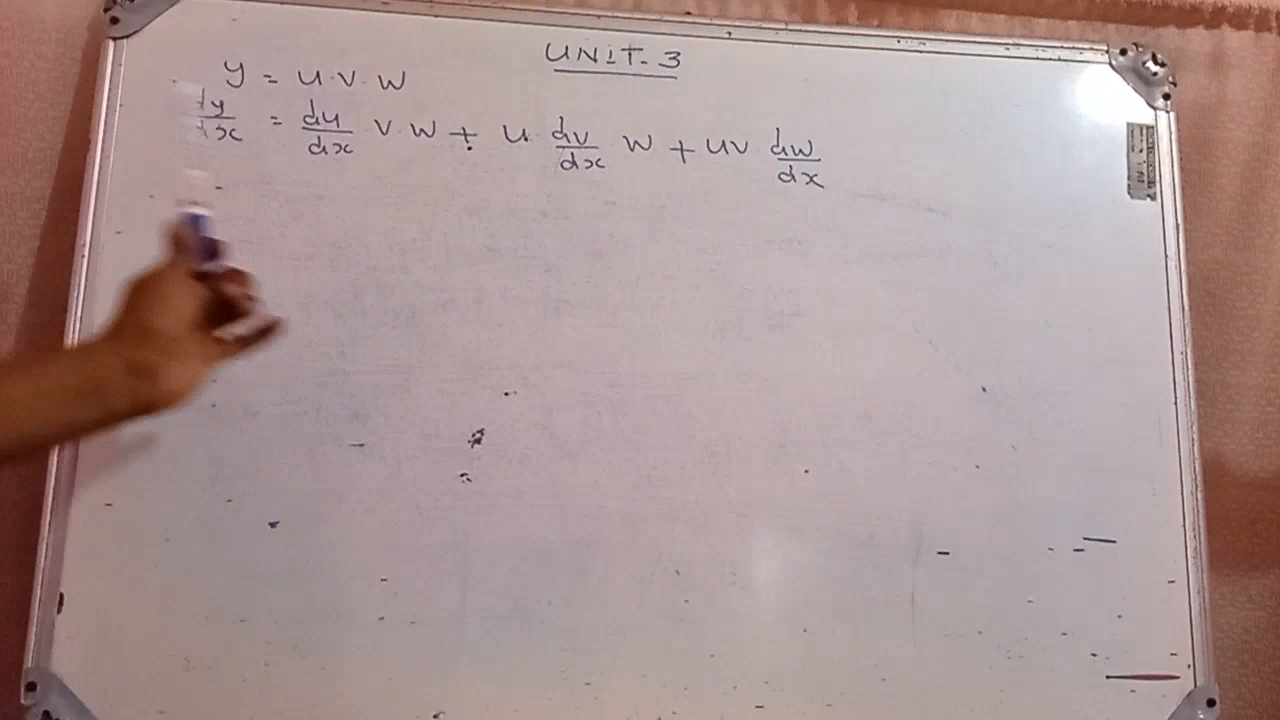 UNIT-3
y = u·v·w
dy/dx = du/dx v·w + u·dv/dx w + uv dw/dx